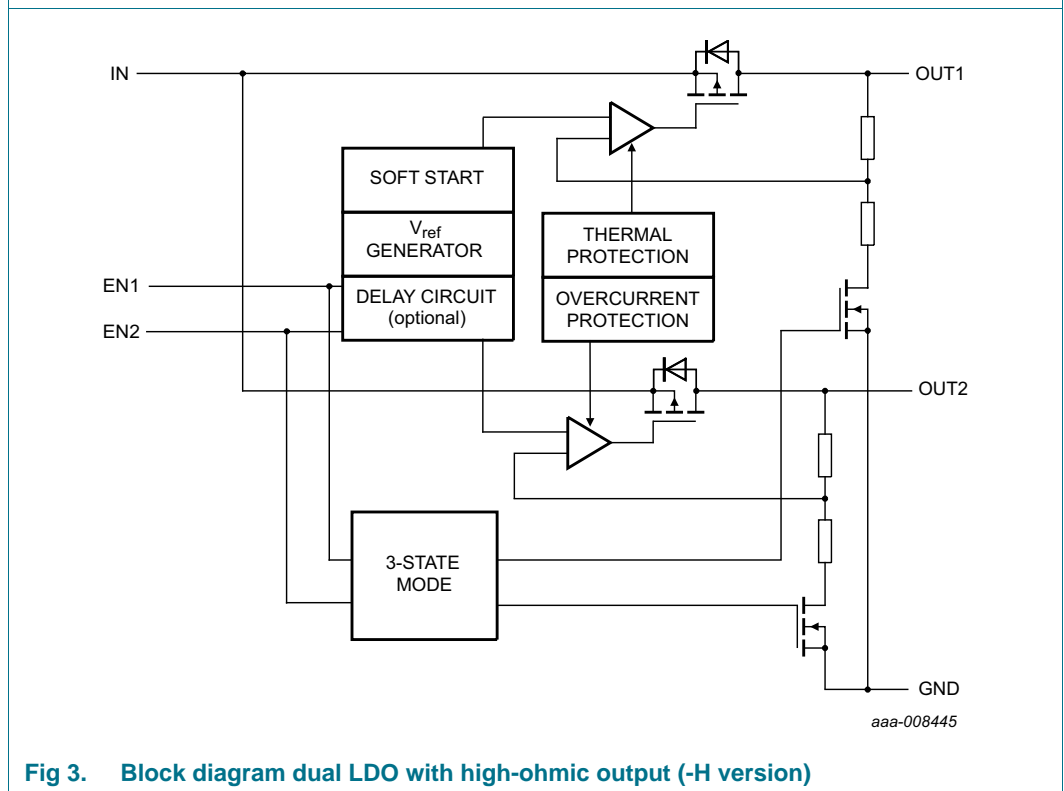 IN
OUT1
SOFT START
Vref
GENERATOR
THERMAL
PROTECTION
EN1
DELAY CIRCUIT
(optional)
OVERCURRENT
PROTECTION
EN2
OUT2
3-STATE
MODE
GND
aaa-008445
Fig 3. Block diagram dual LDO with high-ohmic output (-H version)